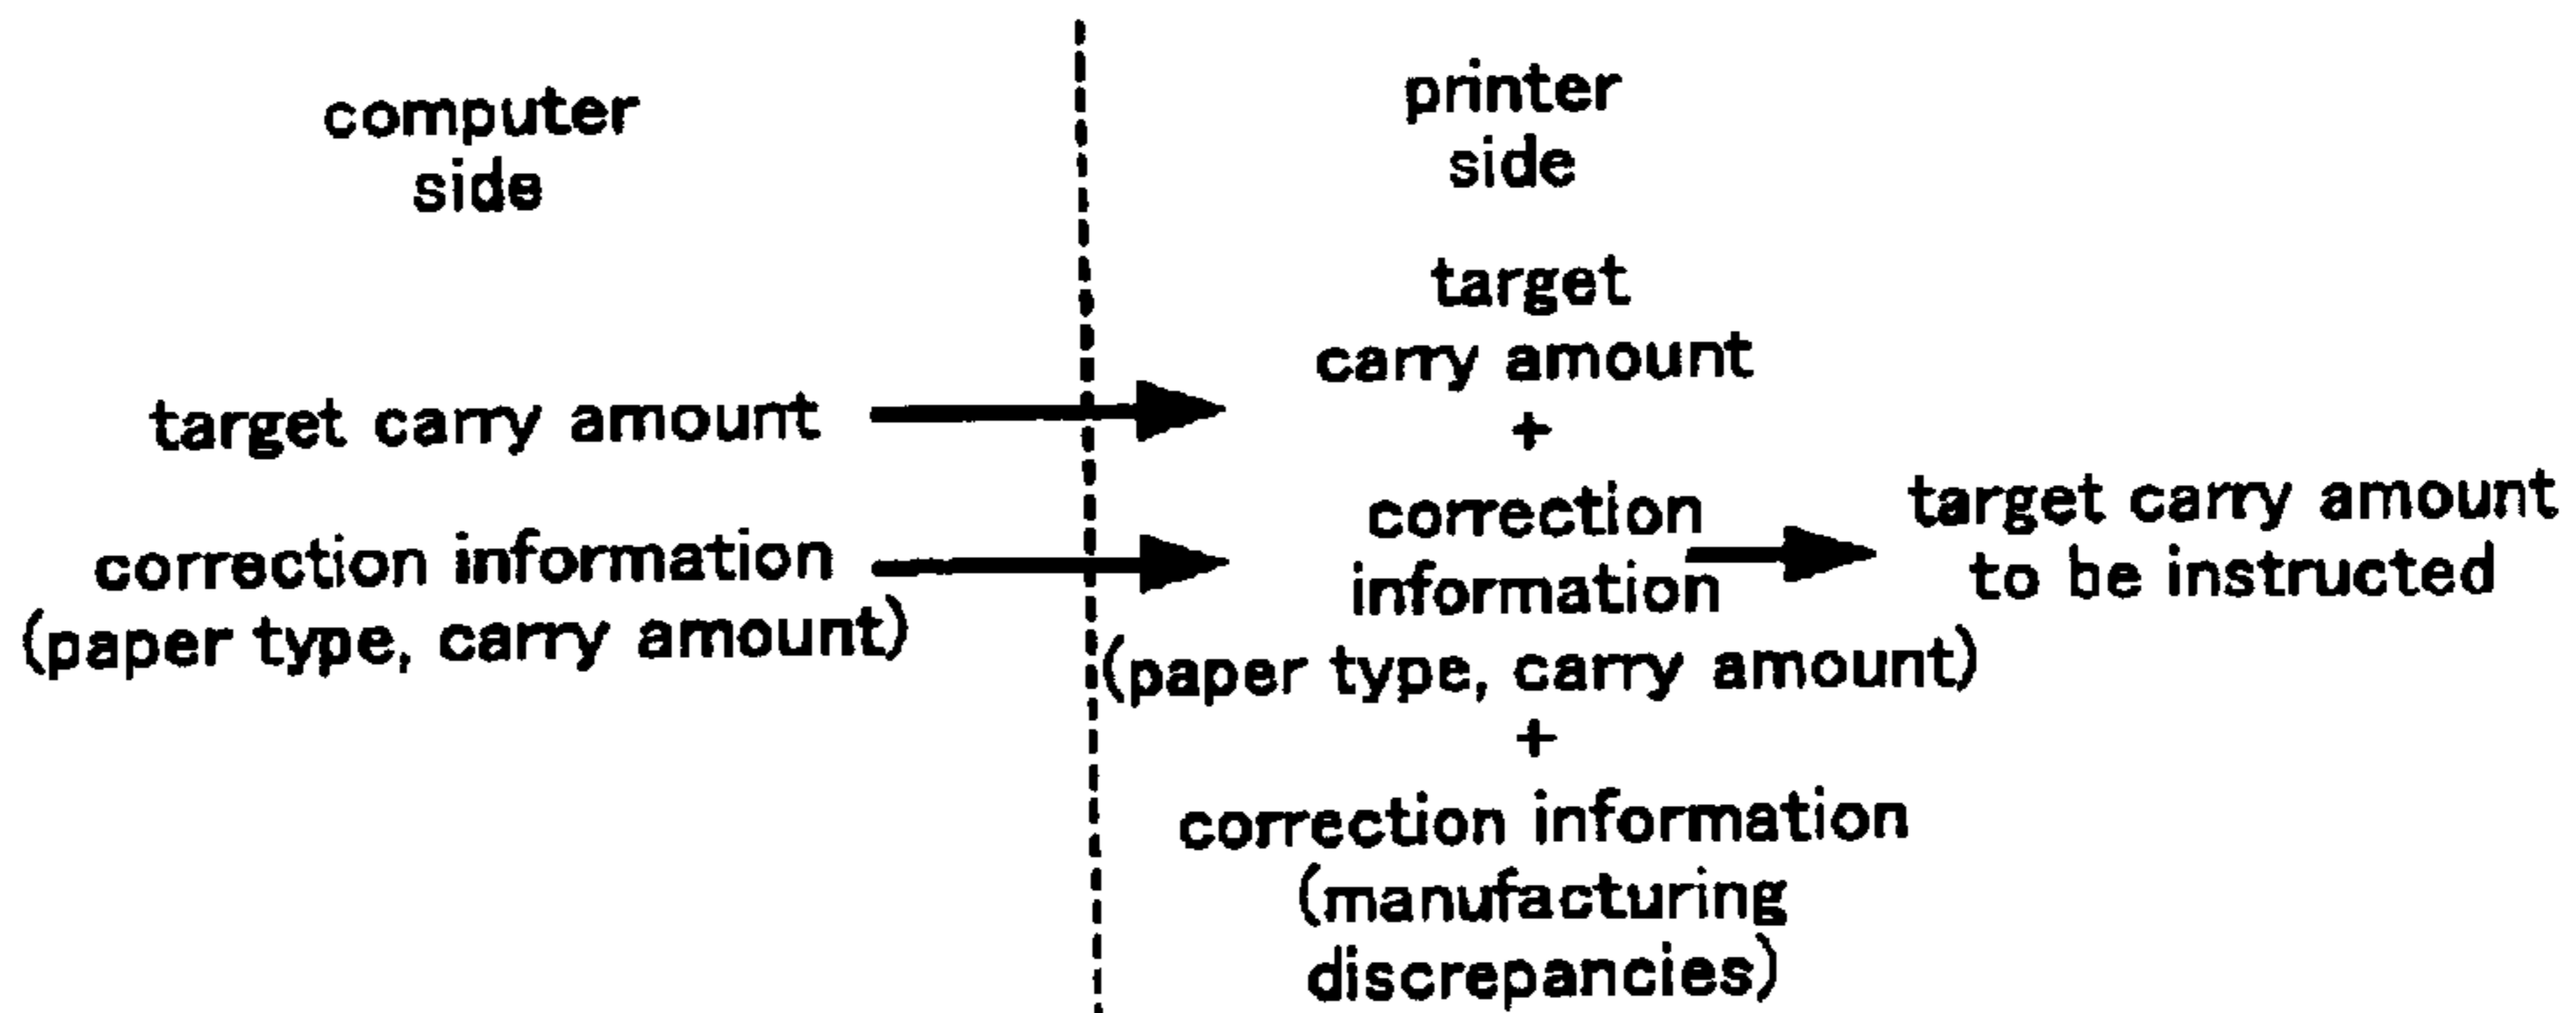 computer
side
printer
side
target carry amount
correction information
(paper type, carry amount)
target
carry amount
+
correction
information
(paper type, carry amount)
+
correction information
(manufacturing
discrepancies)
target carry amount
to be instructed